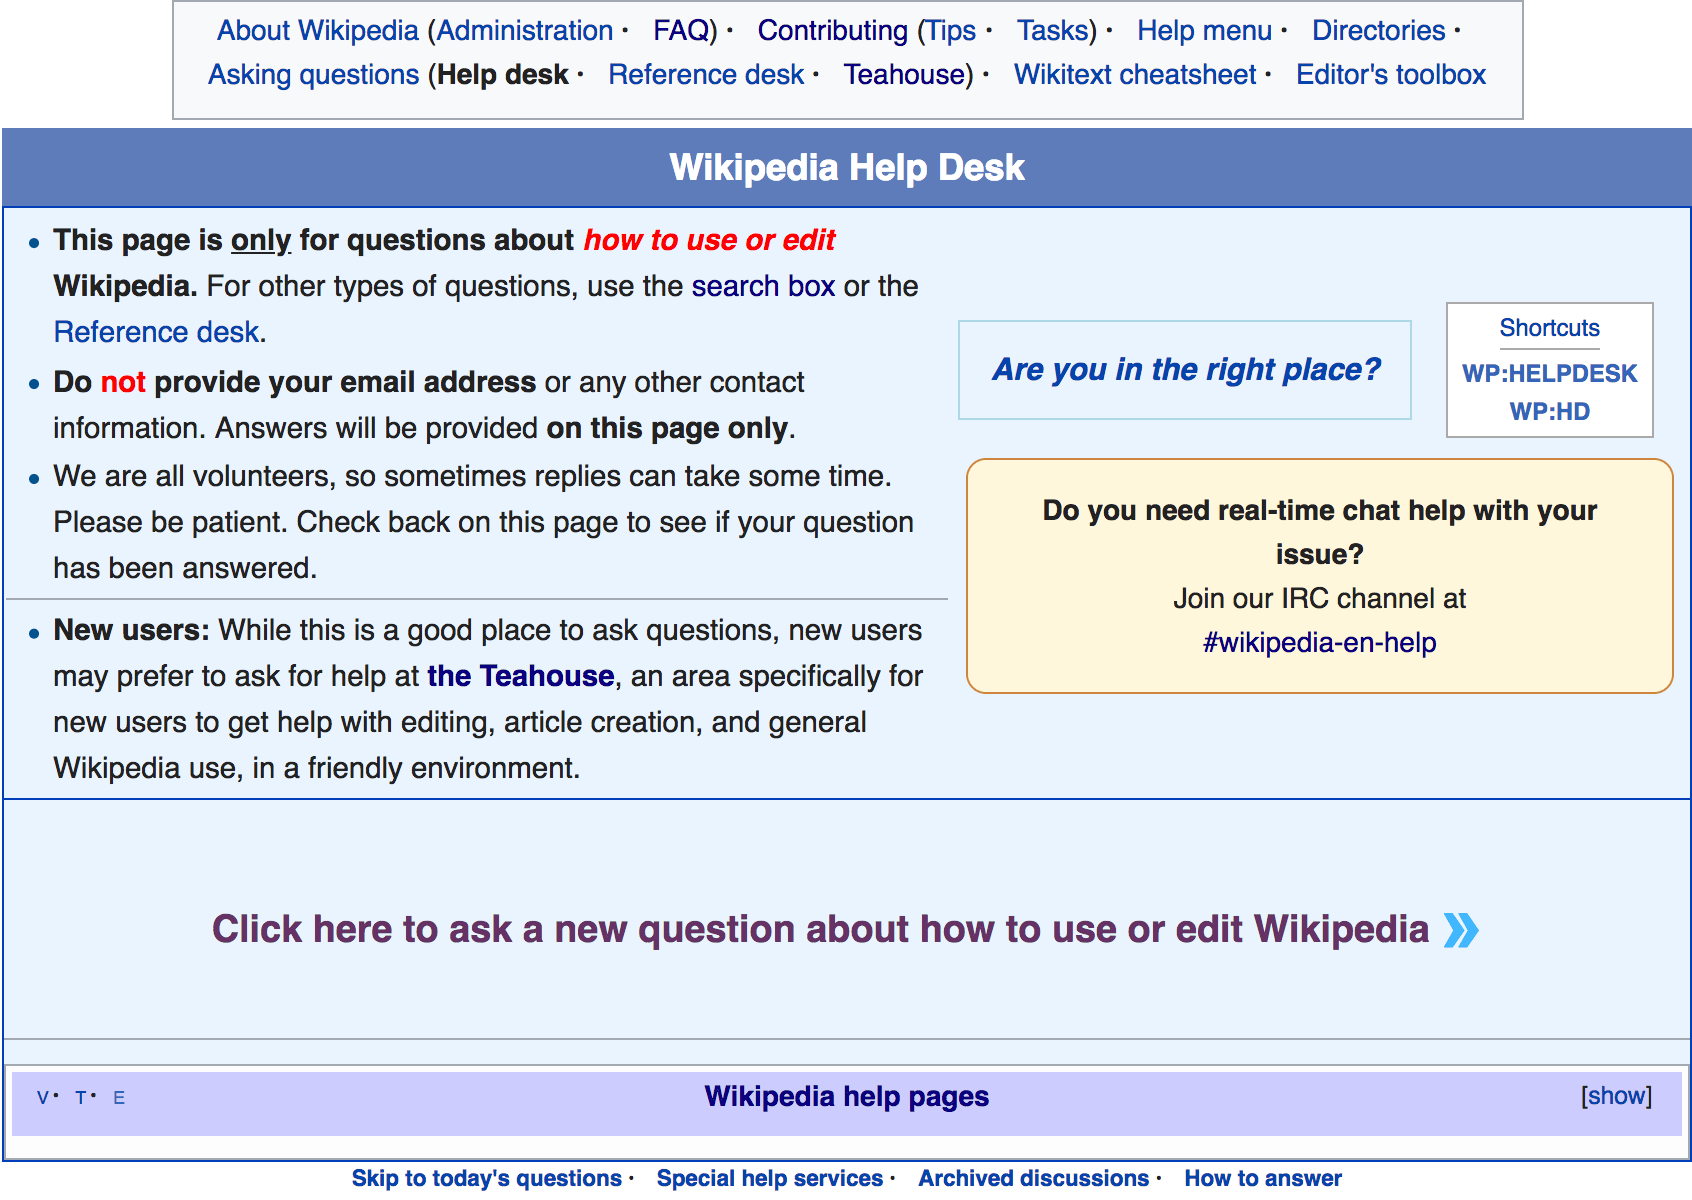 About Wikipedia (Administration · FAQ) · Contributing (Tips · Tasks) · Help menu · Directories ·
Asking questions (Help desk · Reference desk · Teahouse) · Wikitext cheatsheet · Editor's toolbox
Wikipedia Help Desk
• This page is only for questions about how to use or edit
Wikipedia. For other types of questions, use the search box or the
Reference desk.
• Do not provide your email address or any other contact
information. Answers will be provided on this page only.
• We are all volunteers, so sometimes replies can take some time.
Please be patient. Check back on this page to see if your question
has been answered.
• New users: While this is a good place to ask questions, new users
may prefer to ask for help at the Teahouse, an area specifically for
new users to get help with editing, article creation, and general
Wikipedia use, in a friendly environment.
Are you in the right place?
Shortcuts
WP:HELPDESK
WP:HD
Do you need real-time chat help with your
issue?
Join our IRC channel at
#wikipedia-en-help
Click here to ask a new question about how to use or edit Wikipedia »
V · T · E
Wikipedia help pages
[show]
Skip to today's questions · Special help services · Archived discussions · How to answer